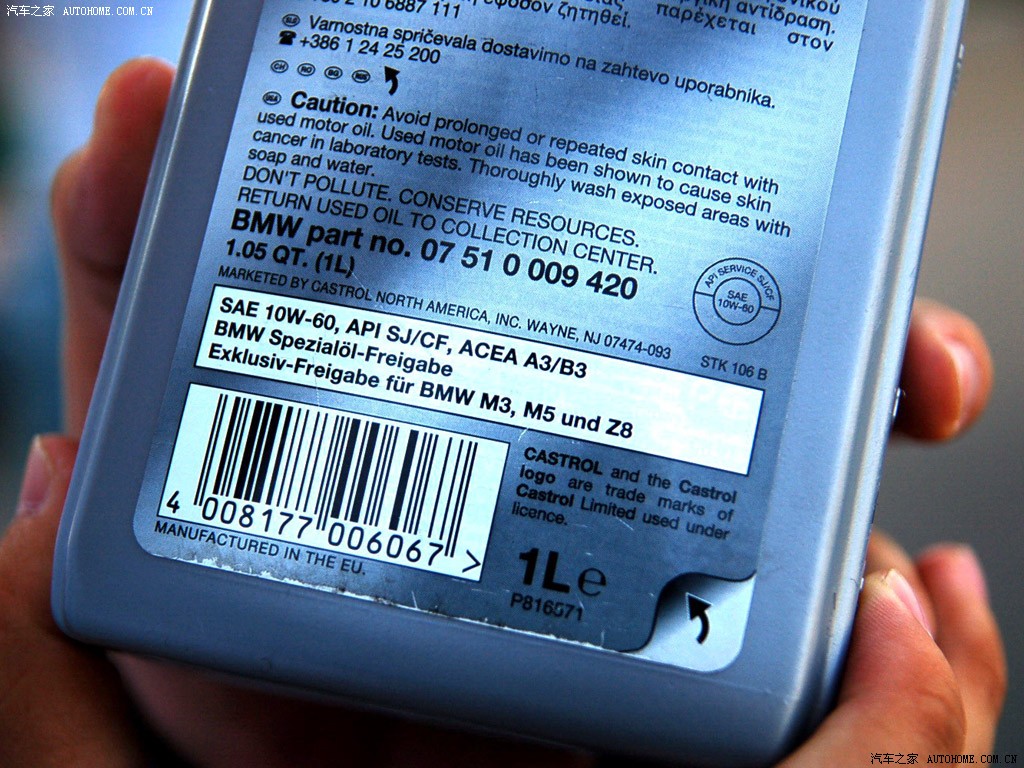 汽车之家 AUTOHOME.COM.CN
10 6887 111
ζητηθεί.
αντίδραση.
παρέχεται στον
SLO Varnostna spričevala dostavimo na zahtevo uporabnika.
☎ +386 1 24 25 200
CH RO BG
Caution: Avoid prolonged or repeated skin contact with
used motor oil. Used motor oil has been shown to cause skin
cancer in laboratory tests. Thoroughly wash exposed areas with
soap and water.
DON'T POLLUTE. CONSERVE RESOURCES.
RETURN USED OIL TO COLLECTION CENTER.
BMW part no. 07 51 0 009 420
1.05 QT. (1L)
MARKETED BY CASTROL NORTH AMERICA, INC. WAYNE, NJ 07474-093
API SERVICE SJ/CF
SAE
10W-60
STK 106 B
SAE 10W-60, API SJ/CF, ACEA A3/B3
BMW Spezialöl-Freigabe
Exklusiv-Freigabe für BMW M3, M5 und Z8
4 008177 006067 >
MANUFACTURED IN THE EU.
CASTROL and the Castrol
logo are trade marks of
Castrol Limited used under
licence.
1L e
P816571
汽车之家 AUTOHOME.COM.CN